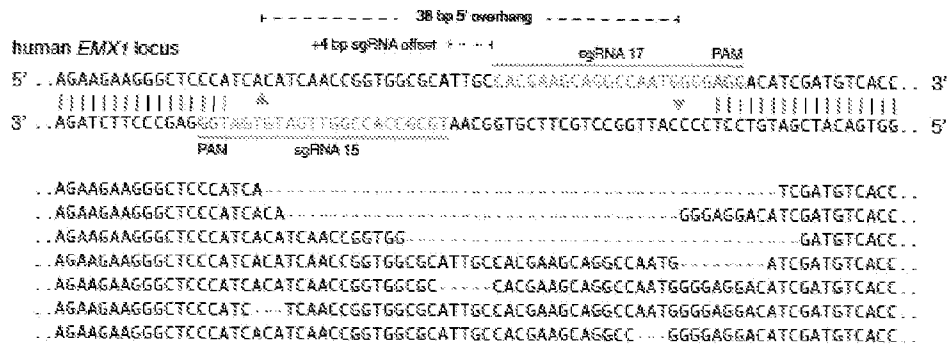 38 bp 5' overhang
human EMX1 locus
+4 bp sgRNA offset
sgRNA 17 PAM
5' ..AGAAGAAGGGCTCCCATCACATCAACCGGTGGCGCATTGCCACGAAGCAGGCCAATGGGGAGGACATCGATGTCACC.. 3'
3' ..AGATCTTCCCGAGGGTAGTGTAGTTGGCCACCGCGTAACGGTGCTTCGTCCGGTTACCCCTCCTGTAGCTACAGTGG.. 5'
PAM sgRNA 15
..AGAAGAAGGGCTCCCATCA------TCGATGTCACC..
..AGAAGAAGGGCTCCCATCACA------GGGAGGACATCGATGTCACC..
..AGAAGAAGGGCTCCCATCACATCAACCGGTGG------GATGTCACC..
..AGAAGAAGGGCTCCCATCACATCAACCGGTGGCGCATTGCCACGAAGCAGGCCAATG------ATCGATGTCACC..
..AGAAGAAGGGCTCCCATCACATCAACCGGTGGCGC-----CACGAAGCAGGCCAATGGGGAGGACATCGATGTCACC..
..AGAAGAAGGGCTCCCATC----TCAACCGGTGGCGCATTGCCACGAAGCAGGCCAATGGGGAGGACATCGATGTCACC..
..AGAAGAAGGGCTCCCATCACATCAACCGGTGGCGCATTGCCACGAAGCAGGCC---GGGGAGGACATCGATGTCACC..